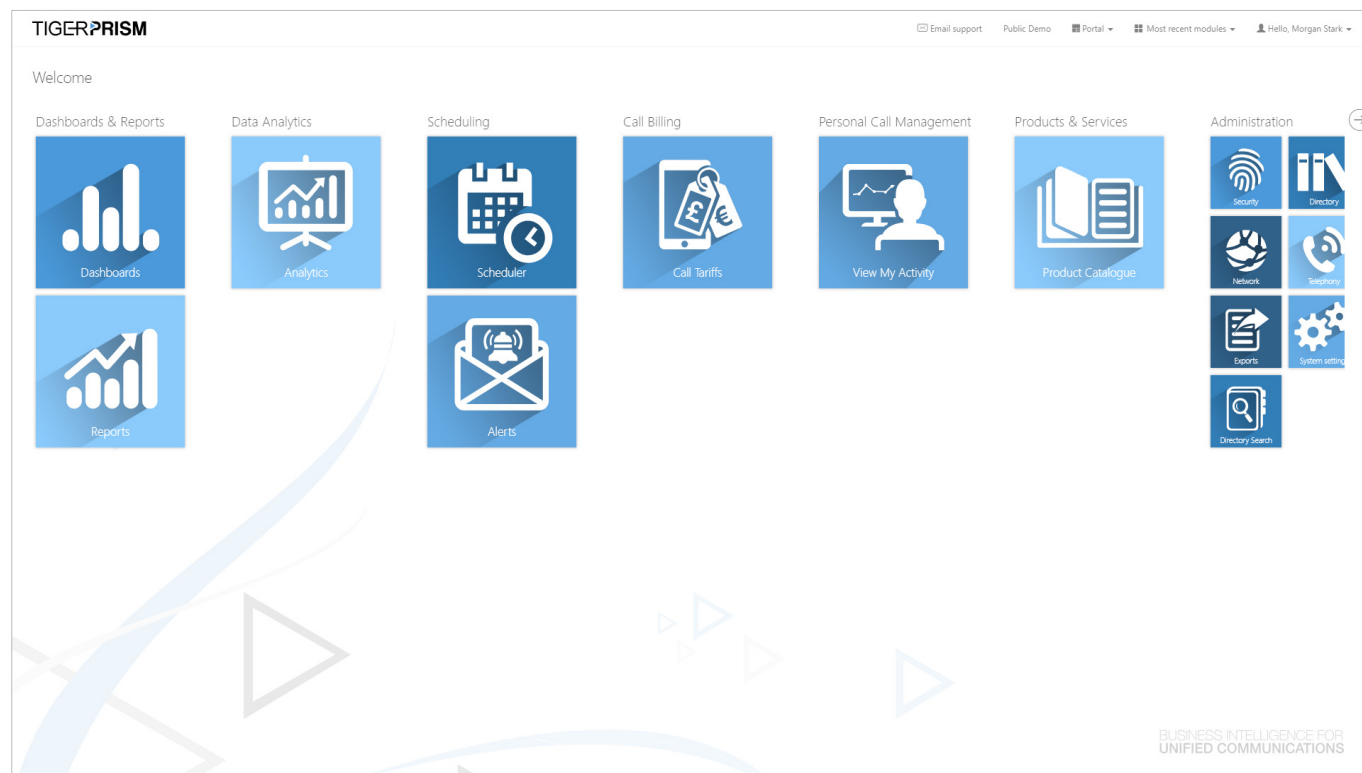 TIGERPRISM
Email support
Public Demo
Portal
Most recent modules
Hello, Morgan Stark
Welcome
Dashboards & Reports
Data Analytics
Scheduling
Call Billing
Personal Call Management
Products & Services
Administration
Dashboards
Analytics
Scheduler
Call Tariffs
View My Activity
Product Catalogue
Security
Directory
Network
Telephony
Reports
Alerts
Exports
System setting
Directory Search
BUSINESS INTELLIGENCE FOR
UNIFIED COMMUNICATIONS